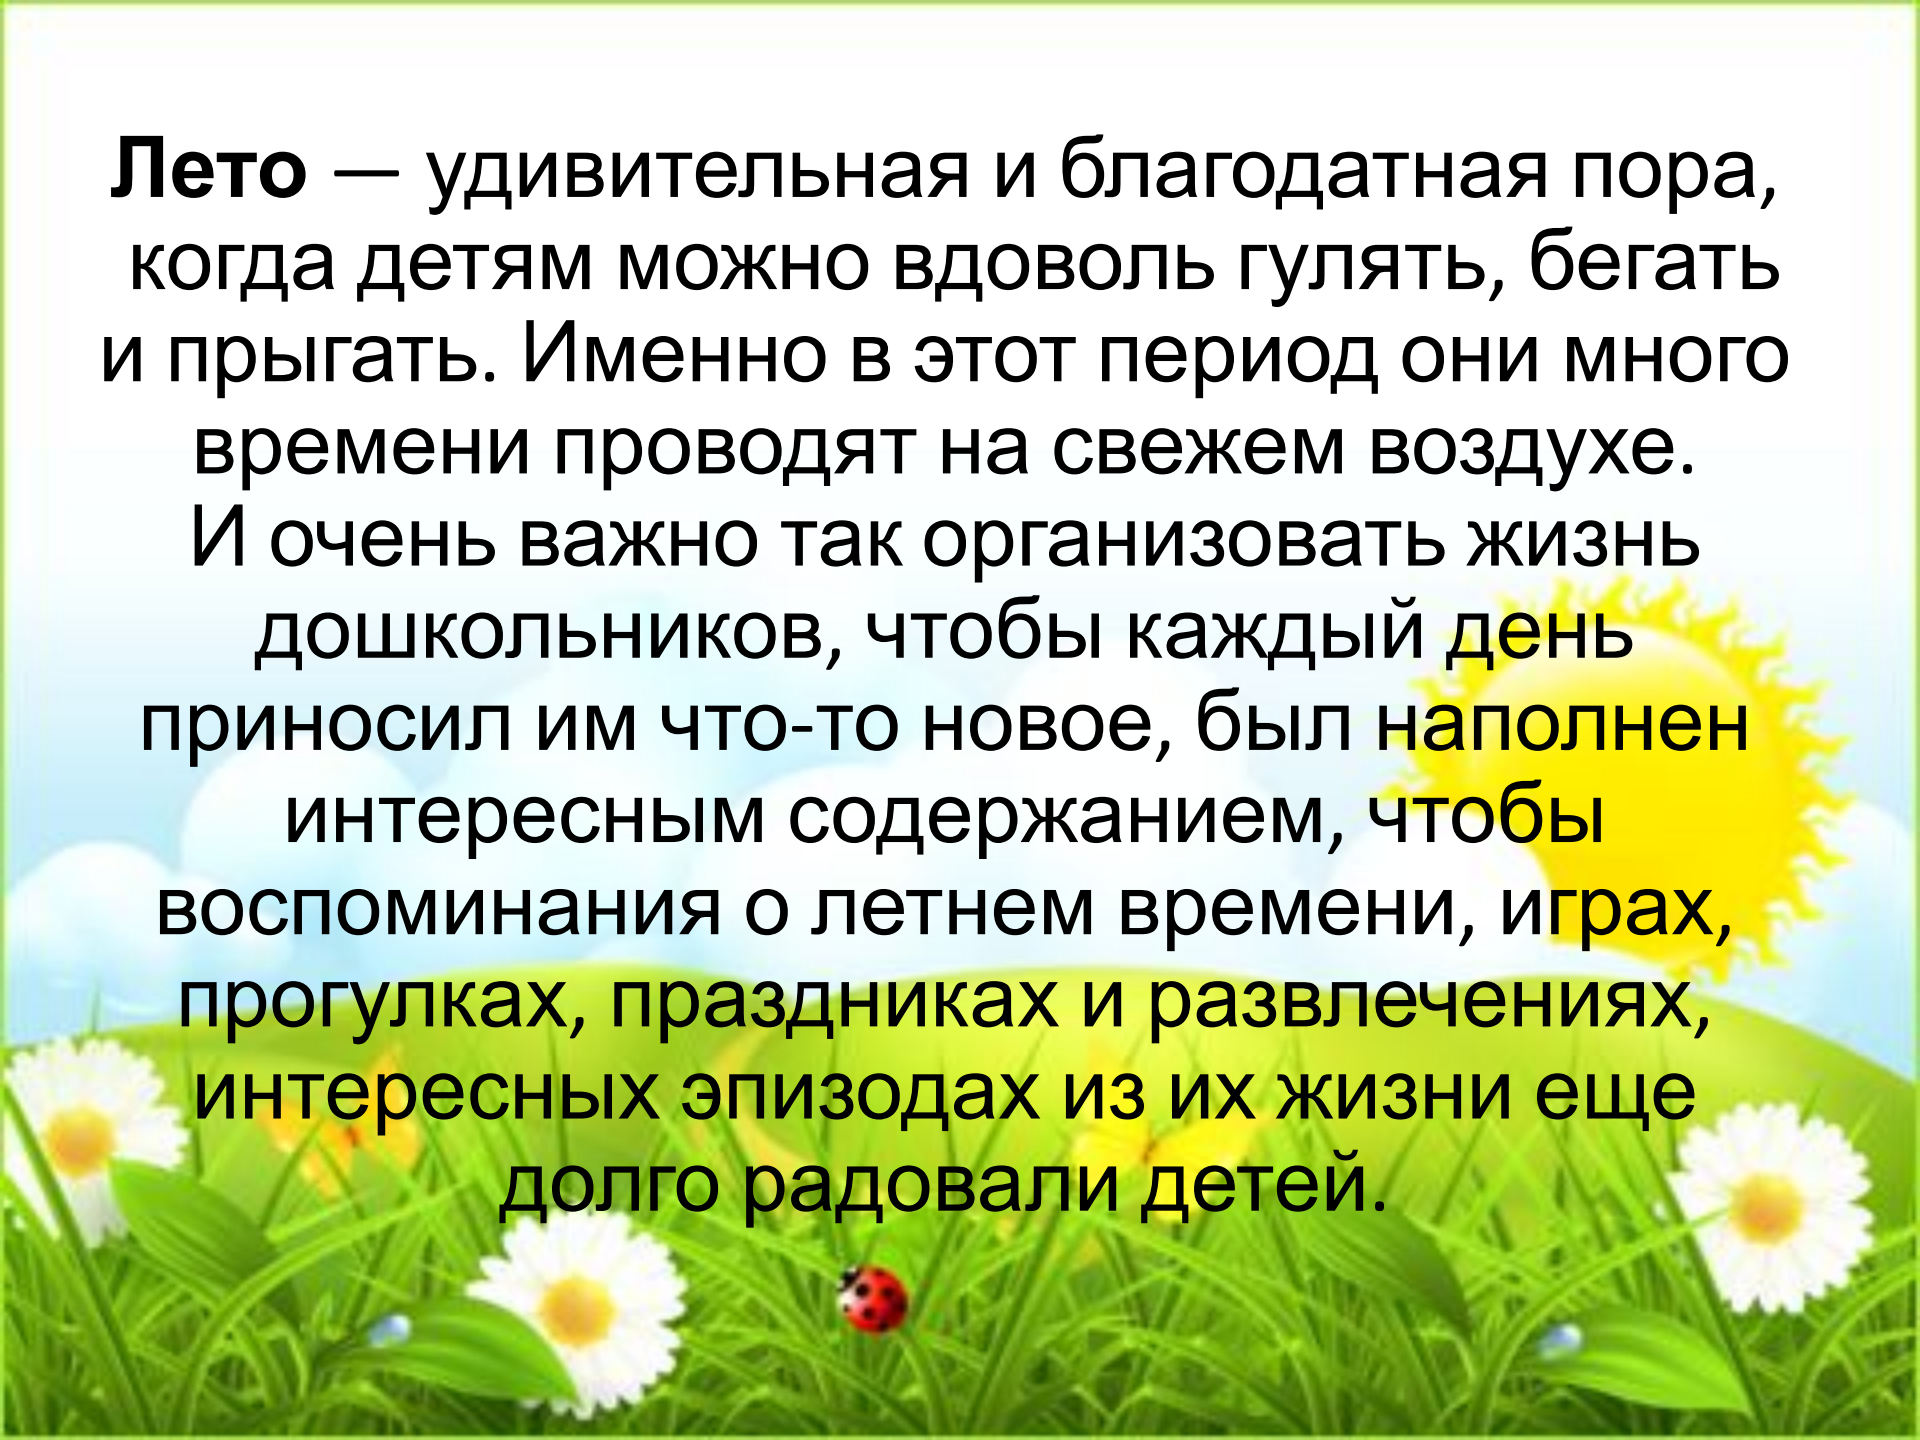 Лето — удивительная и благодатная пора,
когда детям можно вдоволь гулять, бегать
и прыгать. Именно в этот период они много
времени проводят на свежем воздухе.
И очень важно так организовать жизнь
дошкольников, чтобы каждый день
приносил им что-то новое, был наполнен
интересным содержанием, чтобы
воспоминания о летнем времени, играх,
прогулках, праздниках и развлечениях,
интересных эпизодах из их жизни еще
долго радовали детей.